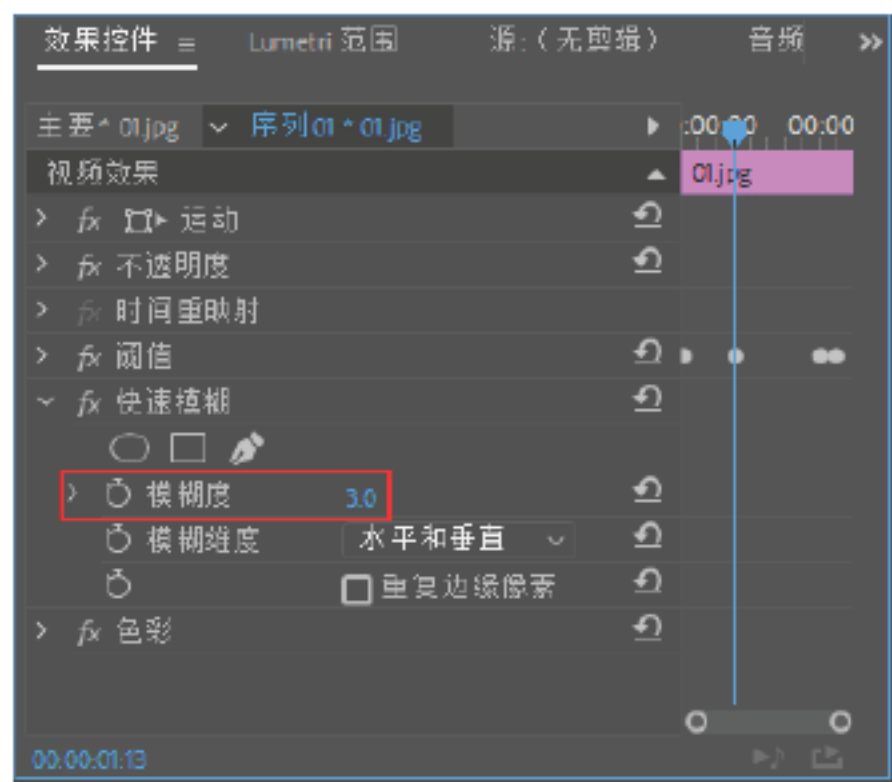 效果控件 ≡ Lumetri 范围 源:（无剪辑） 音频 »
主要* 01.jpg 序列 01 * 01.jpg :00:00 00:00
视频效果 01.jpg
fx 运动
fx 不透明度
fx 时间重映射
fx 阈值
fx 快速模糊
模糊度 3.0
模糊维度 水平和垂直
重复边缘像素
fx 色彩
00:00:01:13